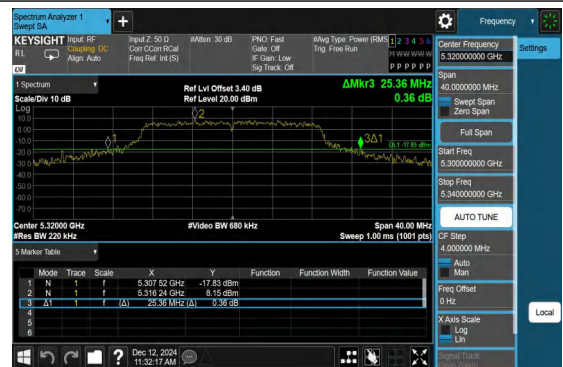 Spectrum Analyzer 1
Swept SA
+
Frequency
KEYSIGHT
RL
LXI
Input: RF
Coupling: DC
Align: Auto
Input Z: 50 Ω
Corr CCorr RCal
Freq Ref: Int (S)
#Atten: 30 dB
PNO: Fast
Gate: Off
IF Gain: Low
Sig Track: Off
#Avg Type: Power (RMS
Trig: Free Run
1 2 3 4 5 6
M W W W W W
P P P P P P
1 Spectrum
Scale/Div 10 dB
Log
Ref Lvl Offset 3.40 dB
Ref Level 20.00 dBm
ΔMkr3 25.36 MHz
0.36 dB
10.0
0.00
-10.0
-20.0
-30.0
-40.0
-50.0
-60.0
-70.0
1
2
3Δ1
DL1 -17.85 dBm
Center 5.32000 GHz
#Res BW 220 kHz
#Video BW 680 kHz
Span 40.00 MHz
Sweep 1.00 ms (1001 pts)
5 Marker Table
Mode Trace Scale X Y Function Function Width Function Value
1 N 1 f 5.307 52 GHz -17.83 dBm
2 N 1 f 5.316 24 GHz 8.15 dBm
3 Δ1 1 f (Δ) 25.36 MHz (Δ) 0.36 dB
4
5
6
?
Dec 12, 2024
11:32:17 AM
Center Frequency
5.320000000 GHz
Settings
Span
40.0000000 MHz
Swept Span
Zero Span
Full Span
Start Freq
5.300000000 GHz
Stop Freq
5.340000000 GHz
AUTO TUNE
CF Step
4.000000 MHz
Auto
Man
Freq Offset
0 Hz
X Axis Scale
Log
Lin
Local
Signal Track